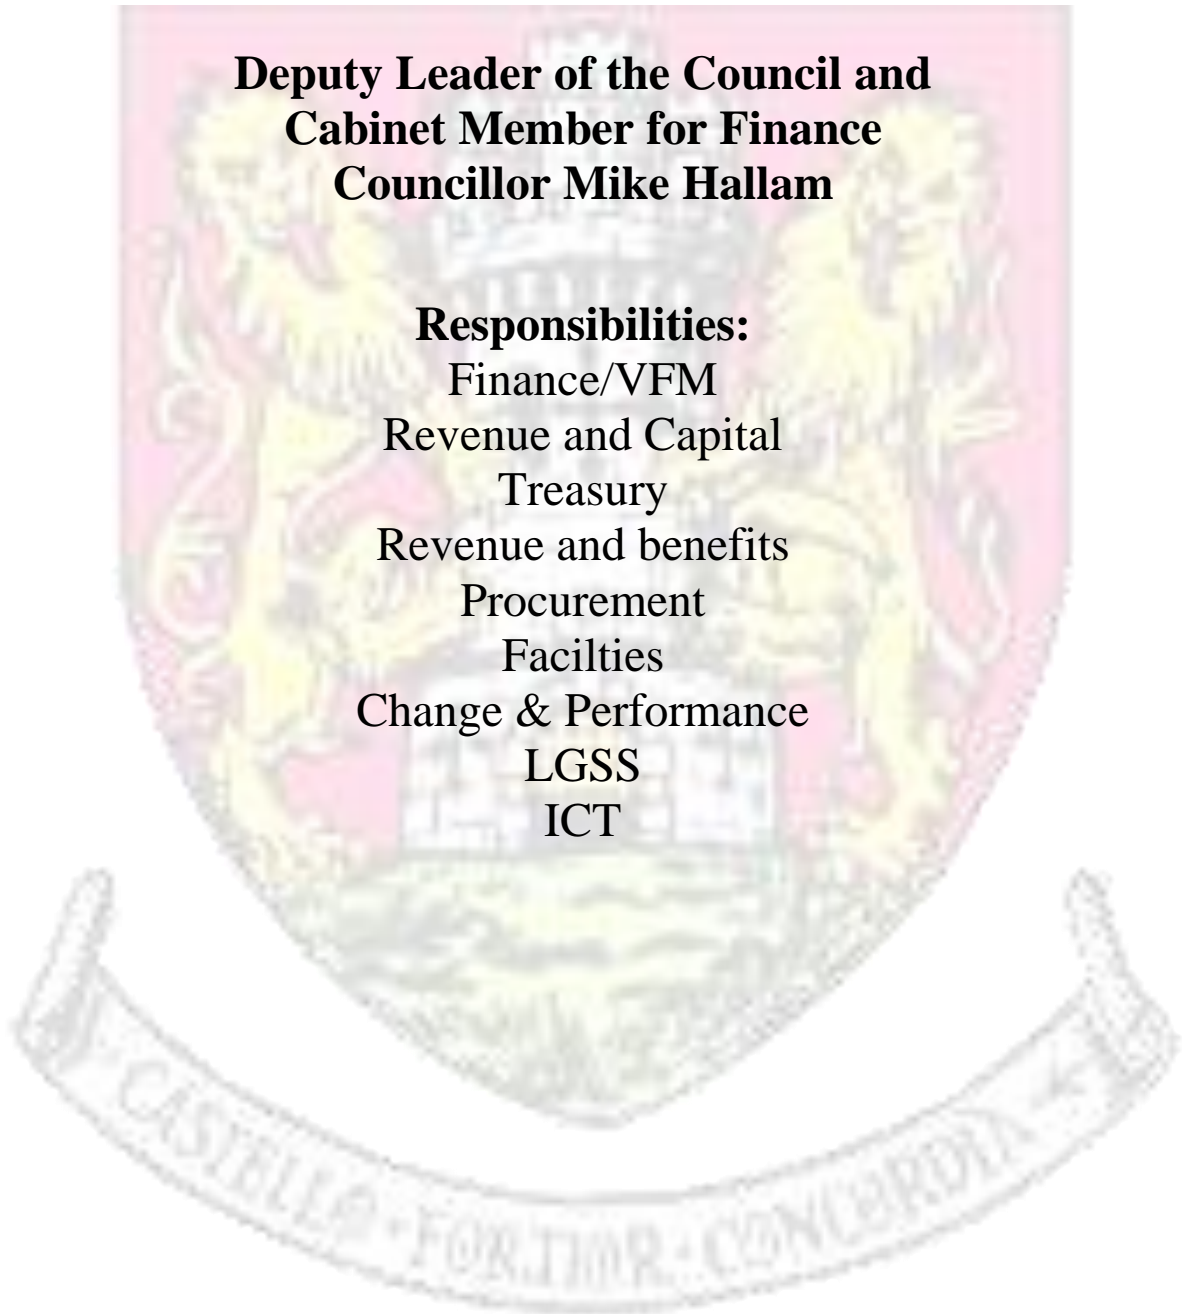 Deputy Leader of the Council and
Cabinet Member for Finance
Councillor Mike Hallam
Responsibilities:
Finance/VFM
Revenue and Capital
Treasury
Revenue and benefits
Procurement
Facilties
Change & Performance
LGSS
ICT
CASTELLO · FORTIOR · CONCORDIA